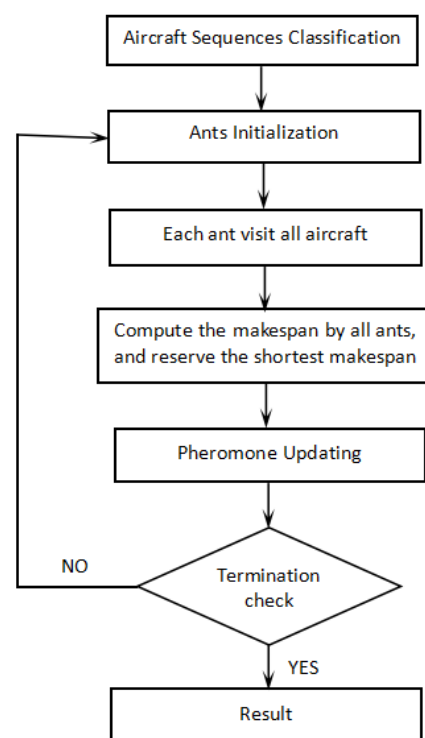 Aircraft Sequences Classification
Ants Initialization
Each ant visit all aircraft
Compute the makespan by all ants,
and reserve the shortest makespan
Pheromone Updating
NO
Termination
check
YES
Result